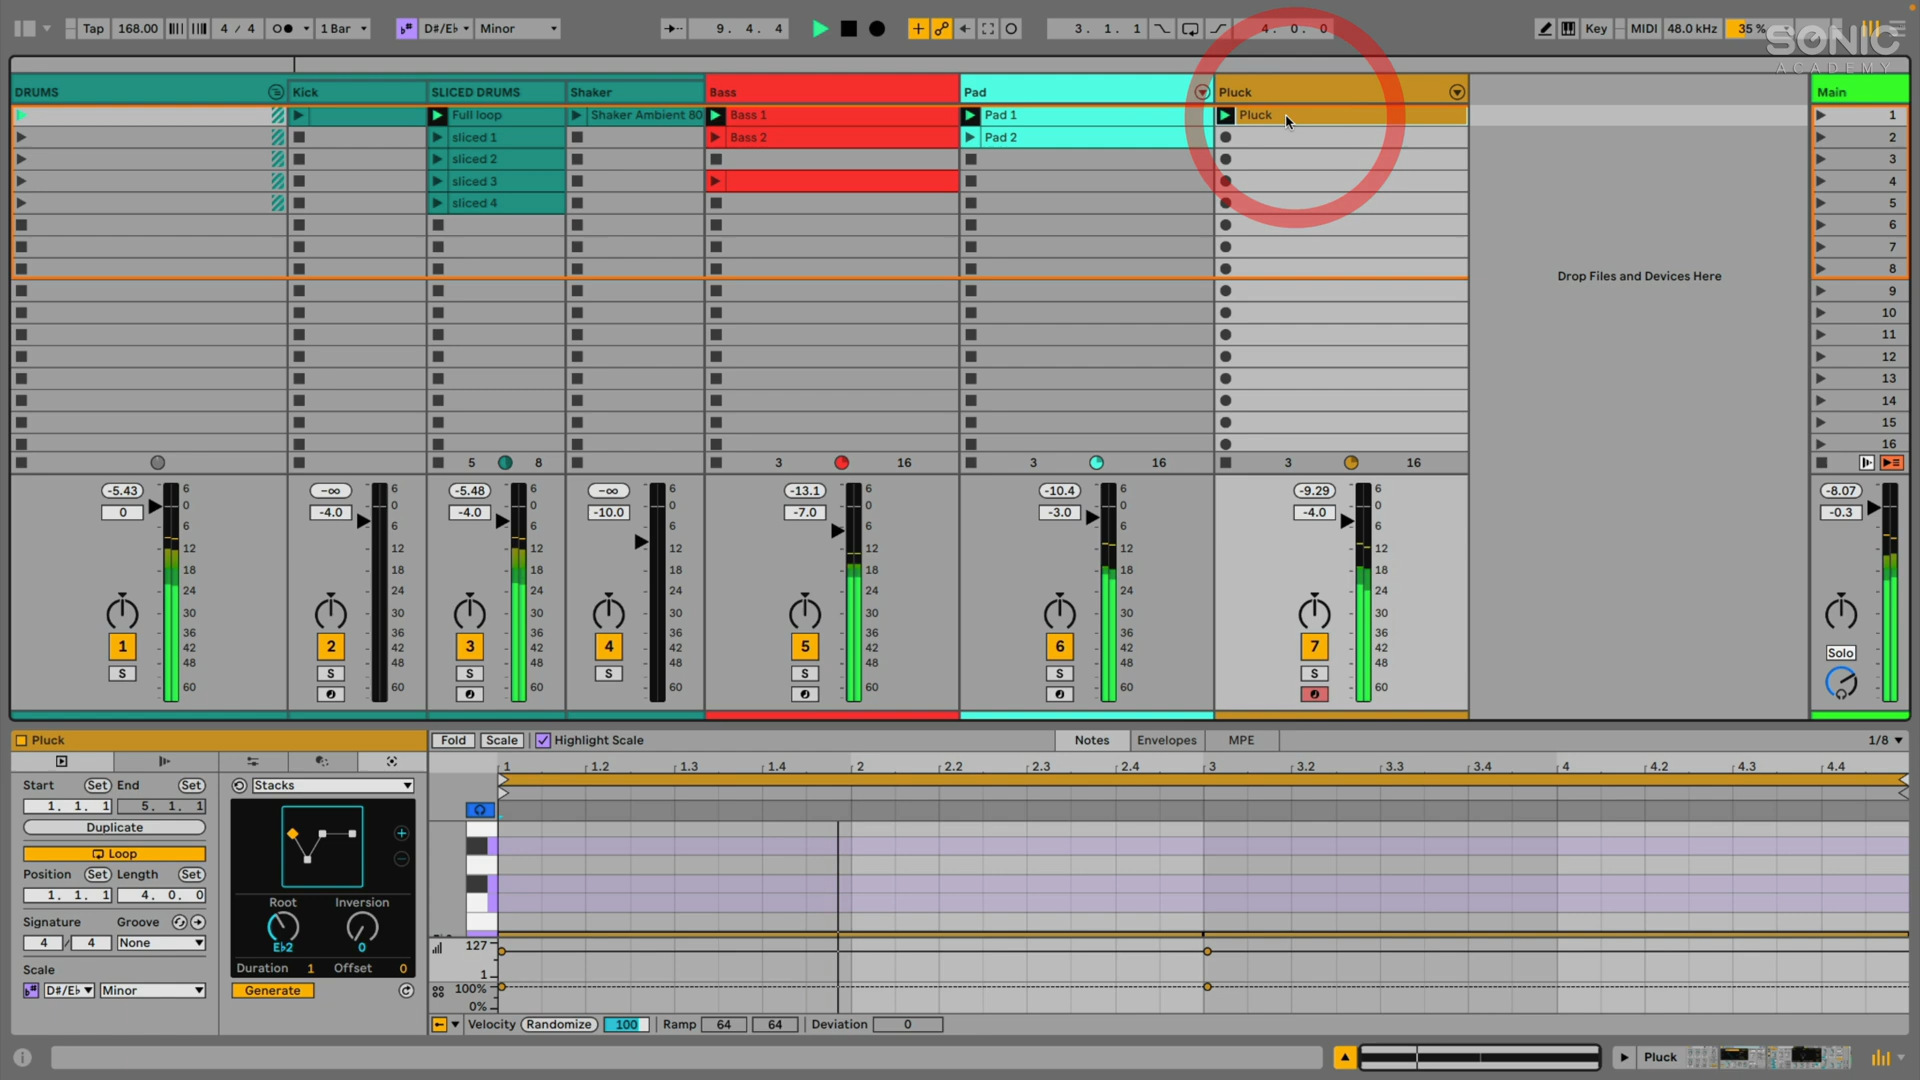 Tap 168.00 4 / 4 1 Bar D#/E♭ Minor 9. 4. 4 3. 1. 1 4. 0. 0 Key MIDI 48.0 kHz 35 %
SONIC
ACADEMY
DRUMS Kick SLICED DRUMS Shaker Bass Pad Pluck Main
Full loop Shaker Ambient 80 Bass 1 Pad 1 Pluck 1
sliced 1 Bass 2 Pad 2 2
sliced 2 3
sliced 3 4
sliced 4 5
6
7
8
Drop Files and Devices Here
9
10
11
12
13
14
15
16
5 8 3 16 3 16 3 16
-5.43 6 -∞ 6 -5.48 6 -∞ 6 -13.1 6 -10.4 6 -9.29 6 -8.07
0 0 -4.0 0 -4.0 0 -10.0 0 -7.0 0 -3.0 0 -4.0 0 -0.3
6 6 6 6 6 6 6
12 12 12 12 12 12 12
18 18 18 18 18 18 18
24 24 24 24 24 24 24
30 30 30 30 30 30 30
36 36 36 36 36 36 36
1 42 2 42 3 42 4 42 5 42 6 42 7 42 Solo
48 48 48 48 48 48 48
S S S S S S S
60 60 60 60 60 60 60
Pluck Fold Scale Highlight Scale Notes Envelopes MPE 1/8
1 1.2 1.3 1.4 2 2.2 2.3 2.4 3 3.2 3.3 3.4 4 4.2 4.3 4.4
Start Set End Set Stacks
1. 1. 1 5. 1. 1
Duplicate
Loop
Position Set Length Set
1. 1. 1 4. 0. 0
Root Inversion
Signature Groove
4 / 4 None E♭2 0
127
Scale Duration 1 Offset 0
1
D#/E♭ Minor Generate 100%
0%
Velocity Randomize 100 Ramp 64 64 Deviation 0
Pluck